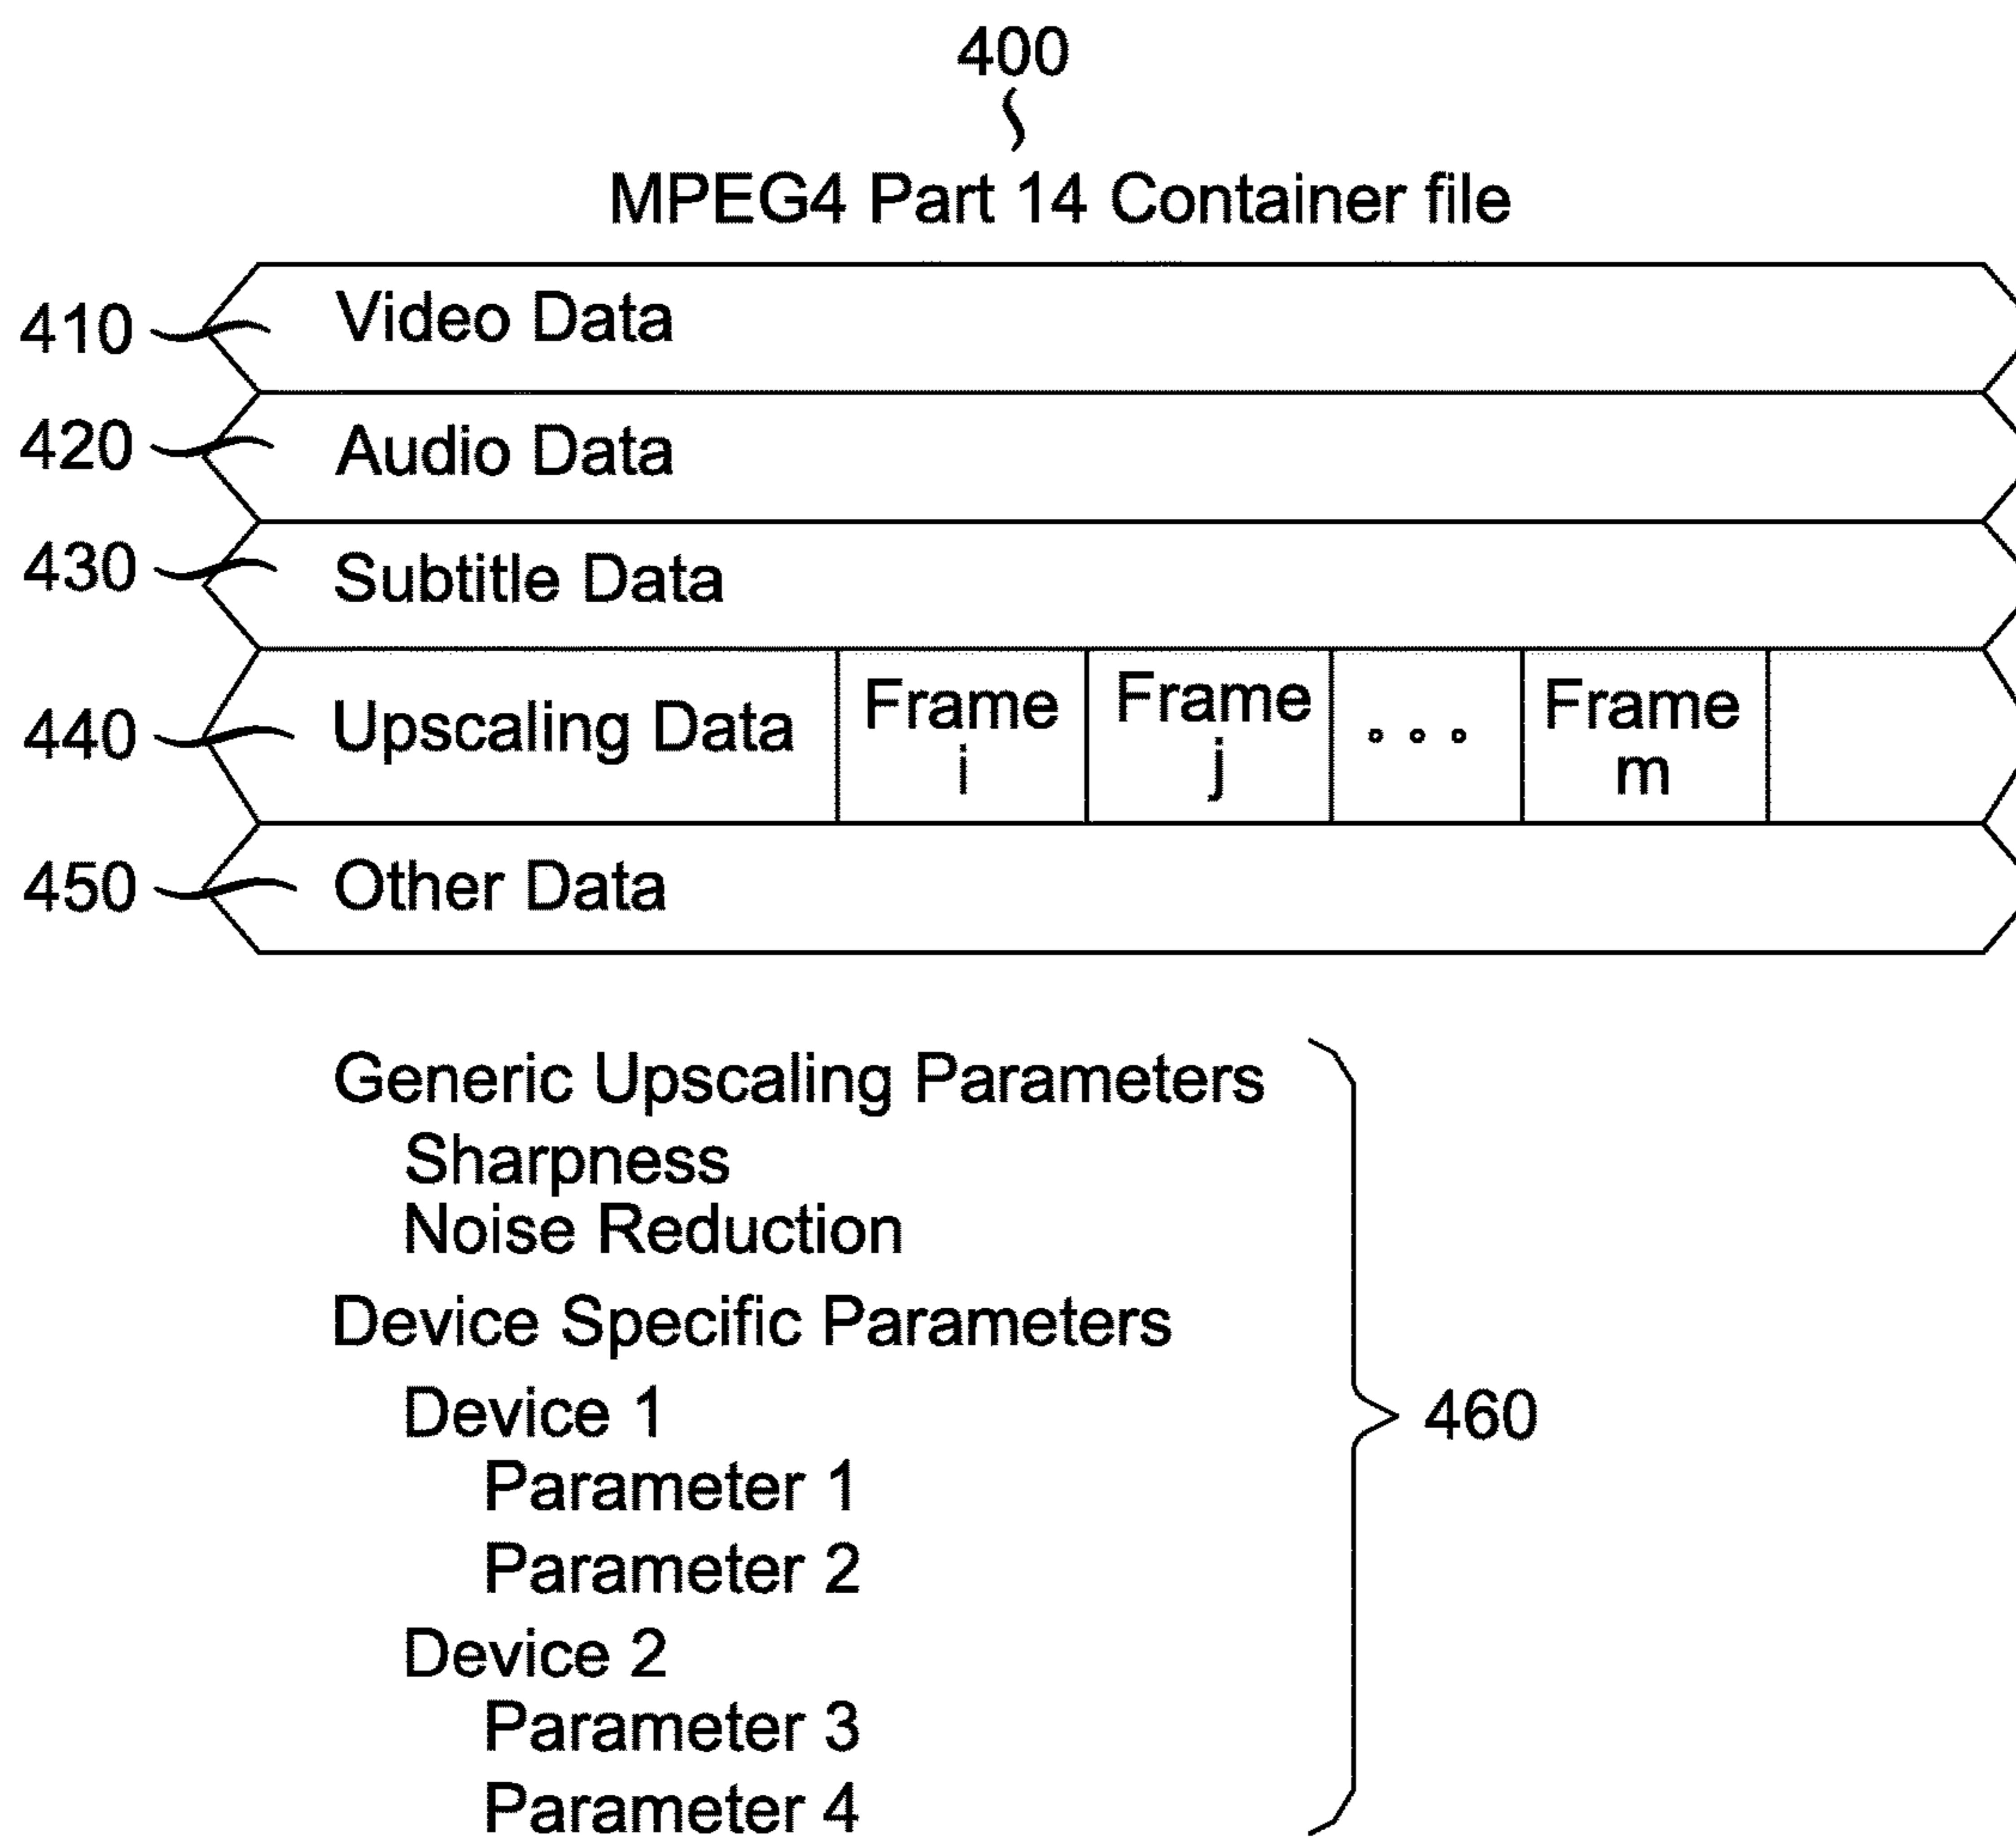 400
MPEG4 Part 14 Container file
410 Video Data
420 Audio Data
430 Subtitle Data
440 Upscaling Data Frame i Frame j ... Frame m
450 Other Data
Generic Upscaling Parameters
Sharpness
Noise Reduction
Device Specific Parameters
Device 1
460
Parameter 1
Parameter 2
Device 2
Parameter 3
Parameter 4